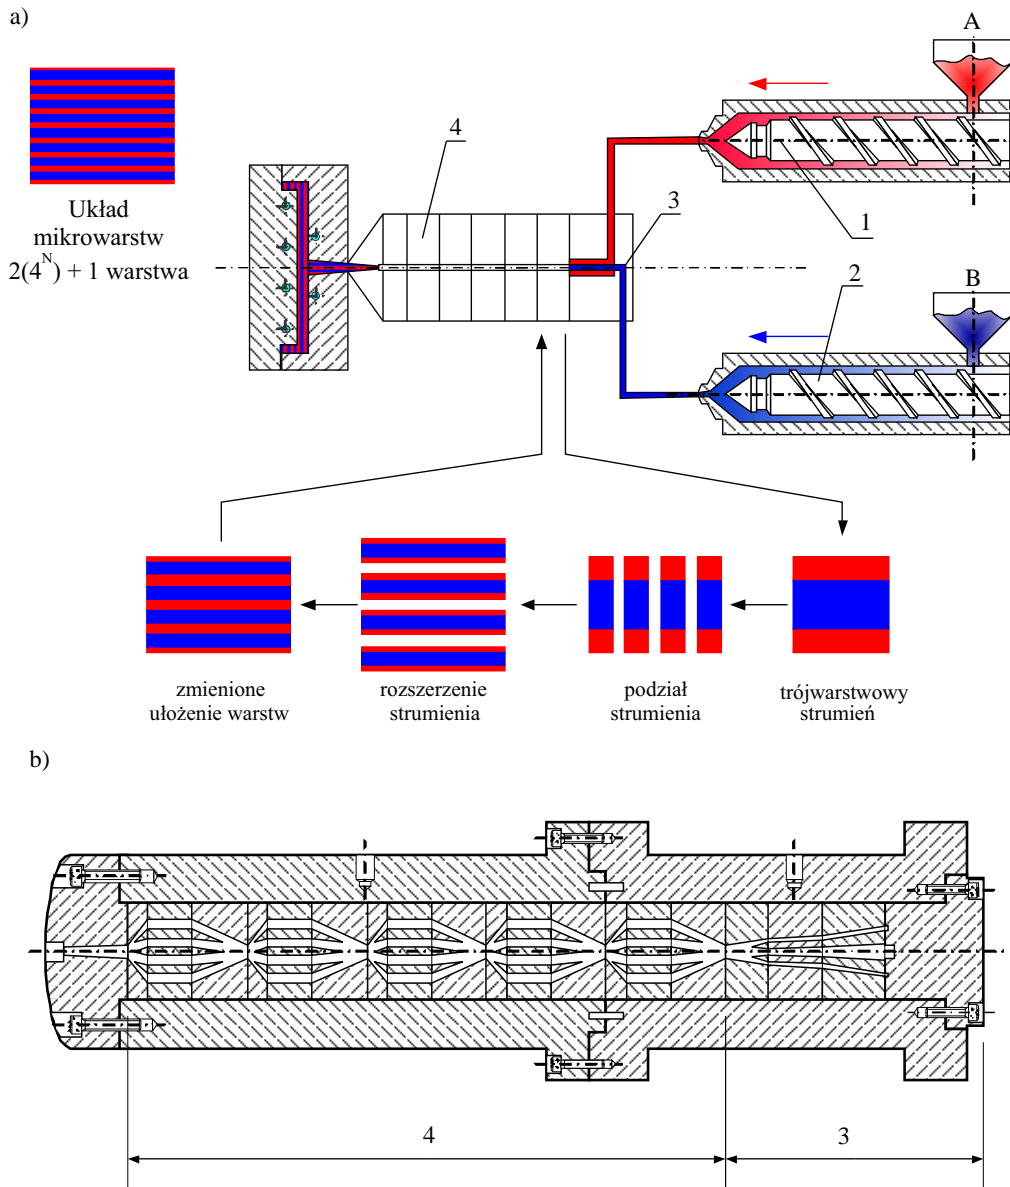 a)
A
4
Układ
mikrowarstw
2(4^N) + 1 warstwa
3
1
2
B
zmienione
ułożenie warstw
rozszerzenie
strumienia
podział
strumienia
trójwarstwowy
strumień
b)
4
3